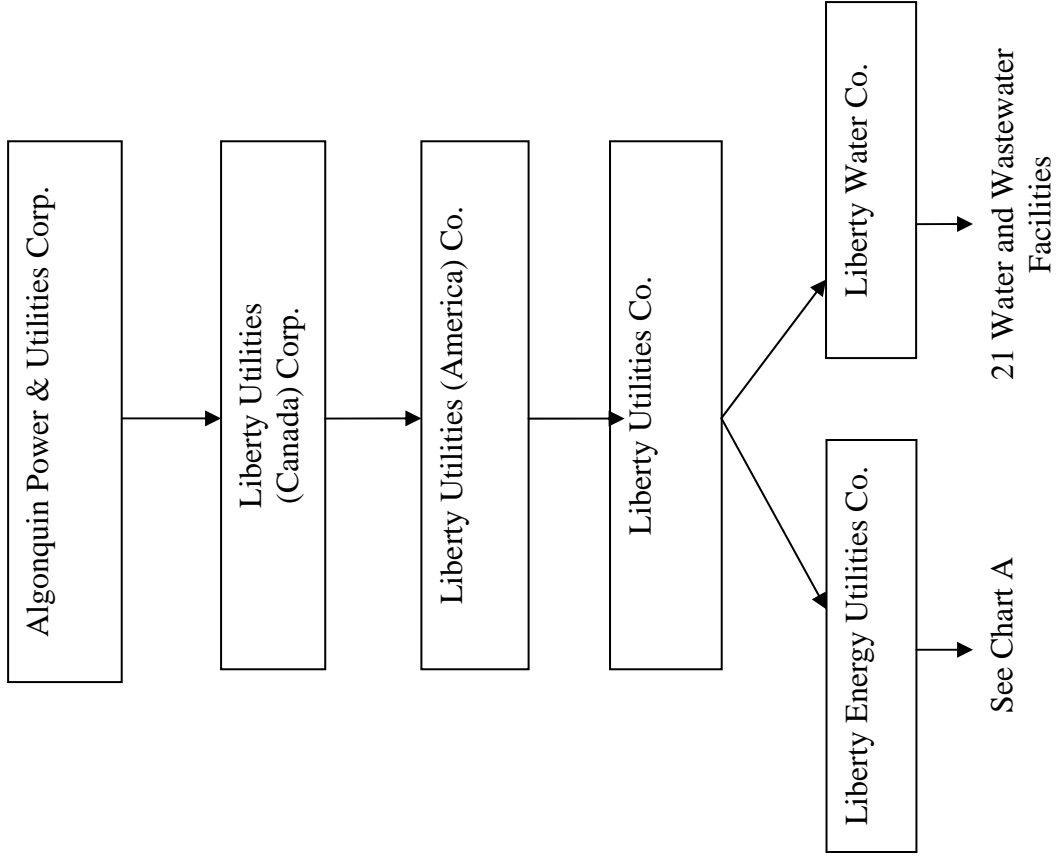 Algonquin Power & Utilities Corp.
Liberty Utilities
(Canada) Corp.
Liberty Utilities (America) Co.
Liberty Utilities Co.
Liberty Energy Utilities Co.
Liberty Water Co.
See Chart A
21 Water and Wastewater
Facilities